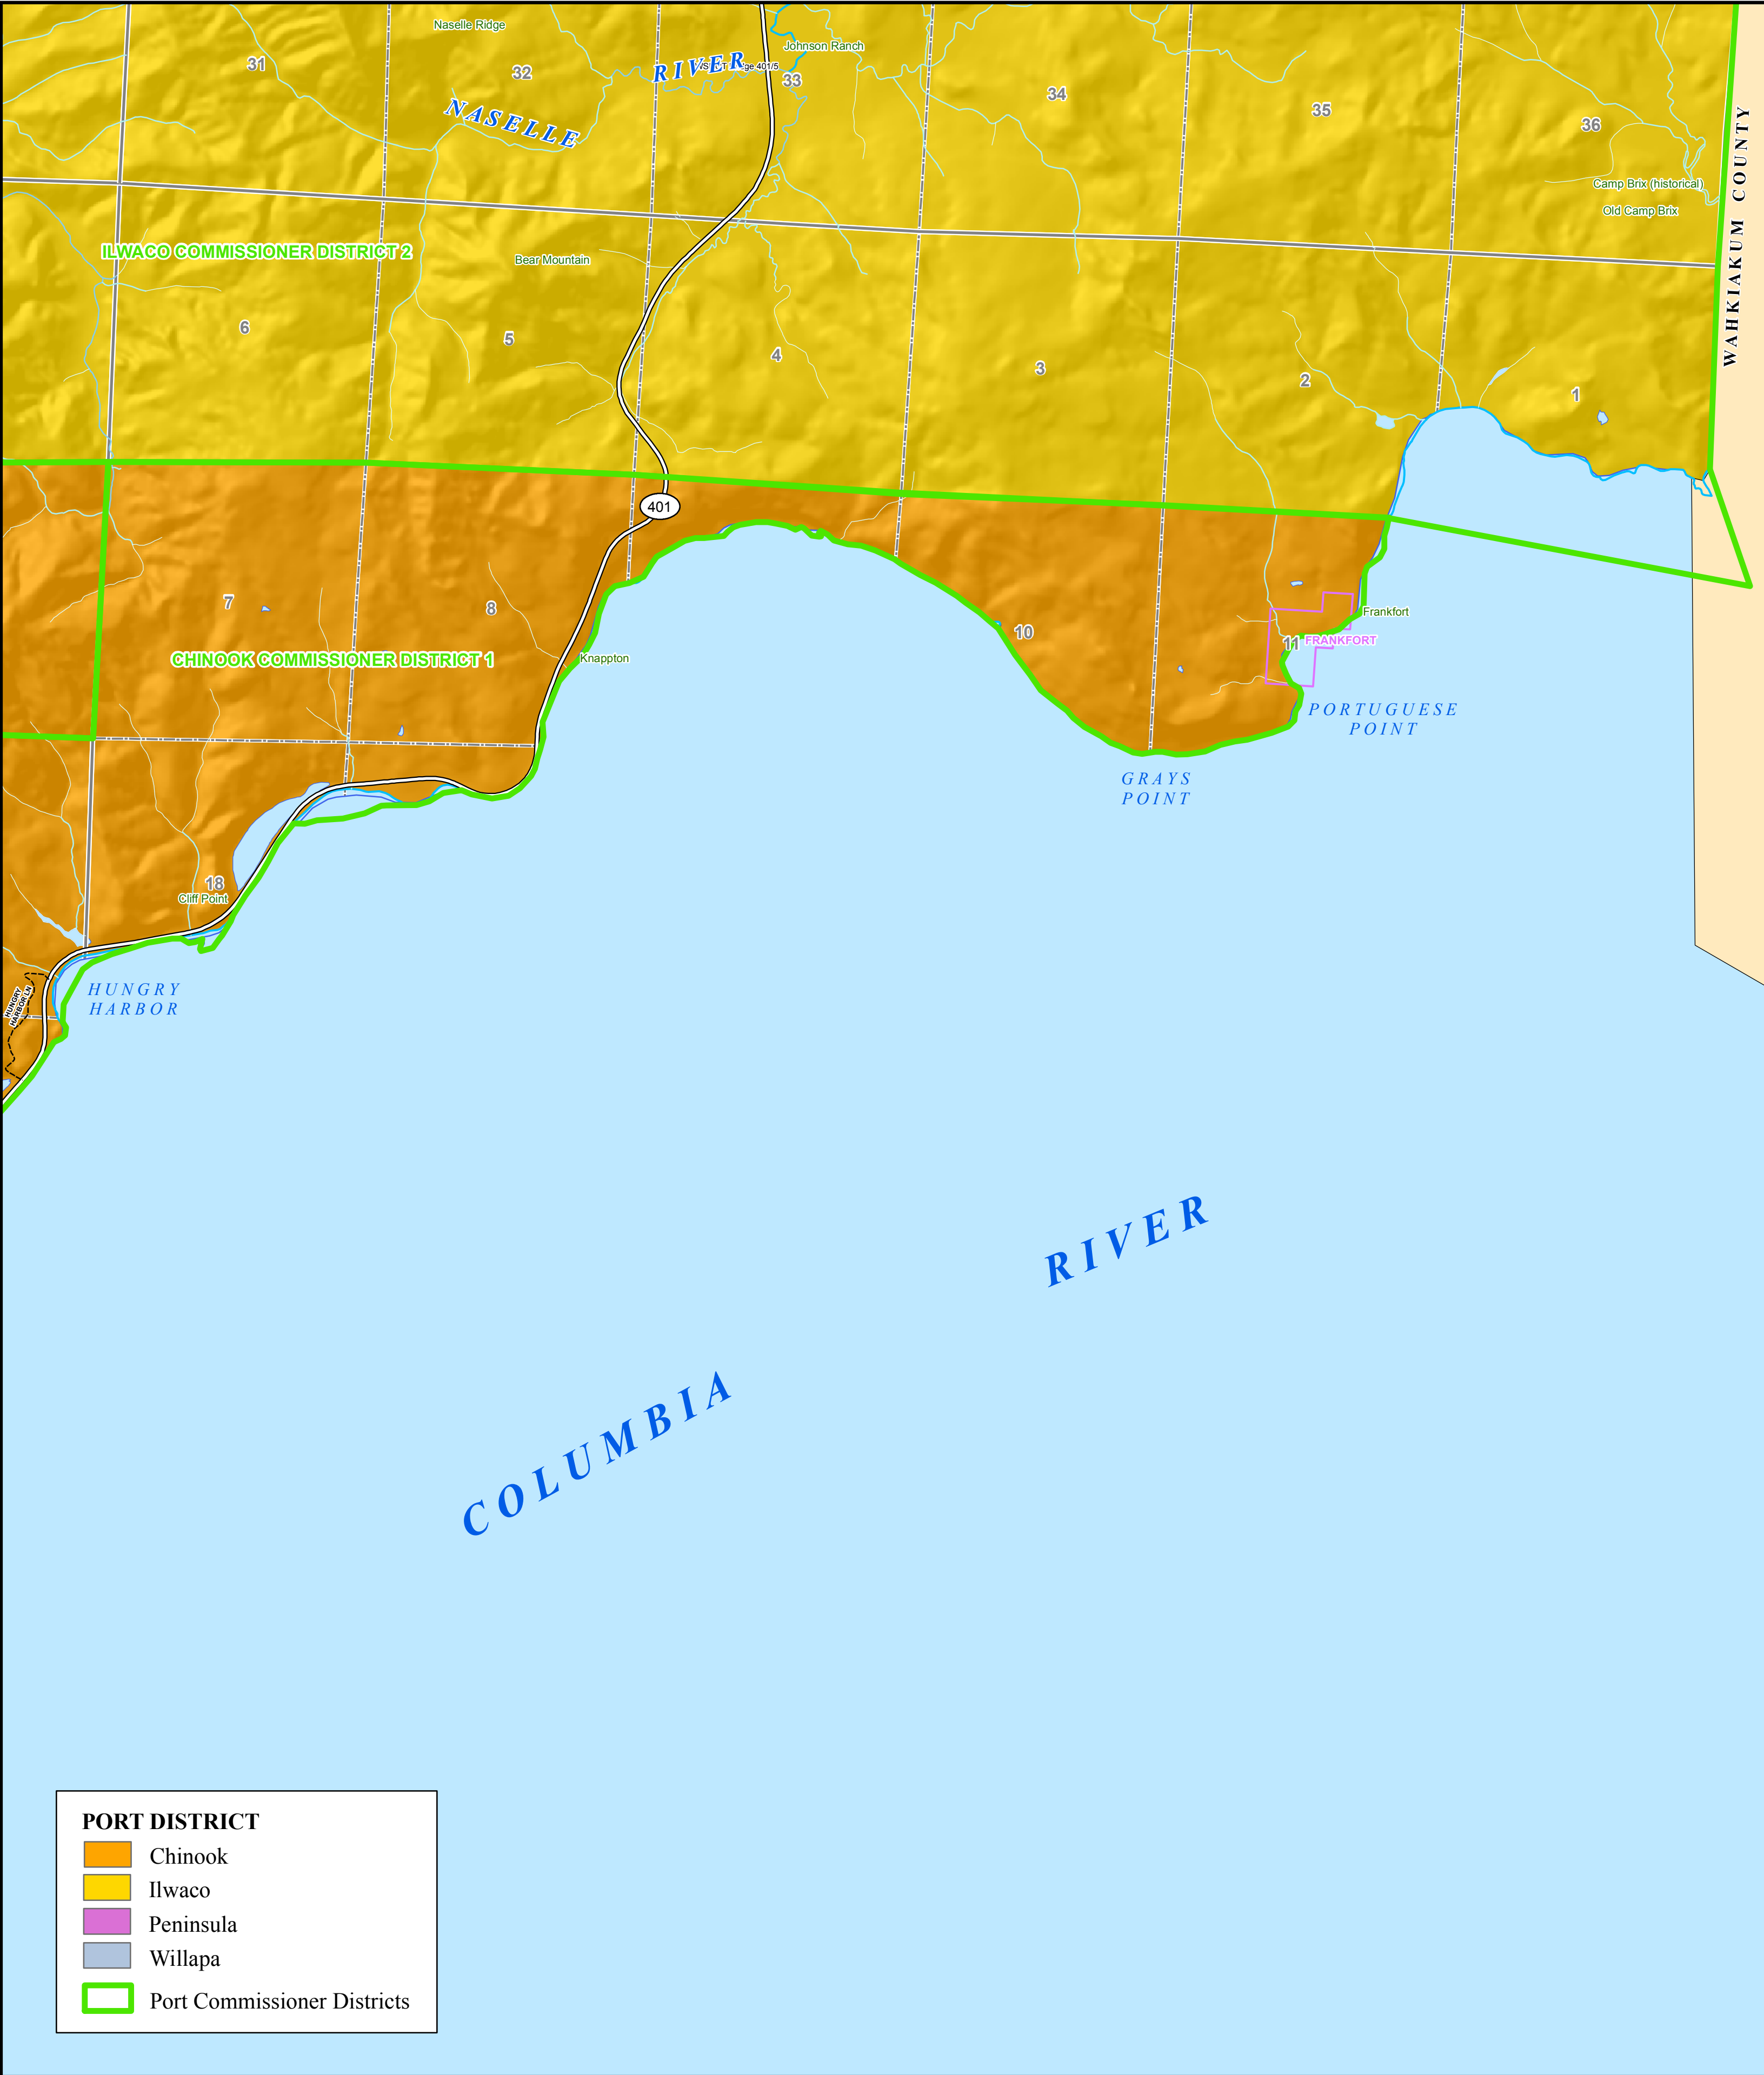 Naselle Ridge
Johnson Ranch
31
32
RIVER
33
34
35
36
NASELLE
WAHKIAKUM COUNTY
Camp Brix (historical)
Old Camp Brix
ILWACO COMMISSIONER DISTRICT 2
Bear Mountain
6
5
4
3
2
1
401
7
8
10
11
Frankfort
FRANKFORT
CHINOOK COMMISSIONER DISTRICT 1
Knappton
PORTUGUESE
POINT
GRAYS
POINT
18
Cliff Point
HUNGRY
HARBOR
HUNGRY
HARBOR LN
COLUMBIA
RIVER
PORT DISTRICT
Chinook
Ilwaco
Peninsula
Willapa
Port Commissioner Districts